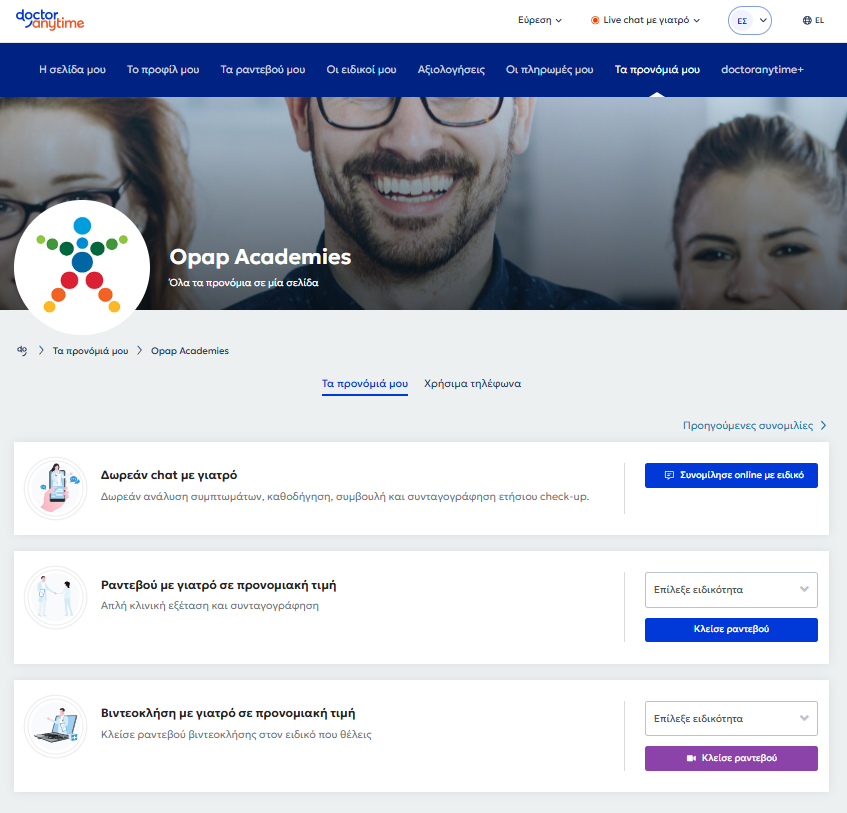 doctor
anytime
Εύρεση
Live chat με γιατρό
ΕΣ
EL
Η σελίδα μου
Το προφίλ μου
Τα ραντεβού μου
Οι ειδικοί μου
Αξιολογήσεις
Οι πληρωμές μου
Τα προνόμιά μου
doctoranytime+
Opap Academies
Όλα τα προνόμια σε μία σελίδα
da
Τα προνόμιά μου
Opap Academies
Τα προνόμιά μου
Χρήσιμα τηλέφωνα
Προηγούμενες συνομιλίες
Δωρεάν chat με γιατρό
Δωρεάν ανάλυση συμπτωμάτων, καθοδήγηση, συμβουλή και συνταγογράφηση ετήσιου check-up.
Συνομίλησε online με ειδικό
Ραντεβού με γιατρό σε προνομιακή τιμή
Απλή κλινική εξέταση και συνταγογράφηση
Επίλεξε ειδικότητα
Κλείσε ραντεβού
Βιντεοκλήση με γιατρό σε προνομιακή τιμή
Κλείσε ραντεβού βιντεοκλήσης στον ειδικό που θέλεις
Επίλεξε ειδικότητα
Κλείσε ραντεβού